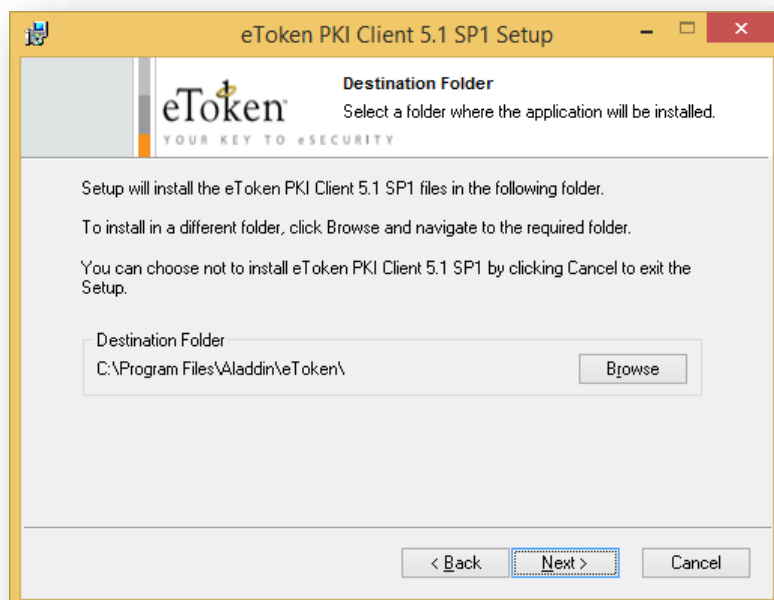 eToken PKI Client 5.1 SP1 Setup
eToken
YOUR KEY TO eSECURITY
Destination Folder
Select a folder where the application will be installed.
Setup will install the eToken PKI Client 5.1 SP1 files in the following folder.
To install in a different folder, click Browse and navigate to the required folder.
You can choose not to install eToken PKI Client 5.1 SP1 by clicking Cancel to exit the
Setup.
Destination Folder
C:\Program Files\Aladdin\eToken\
Browse
< Back
Next >
Cancel